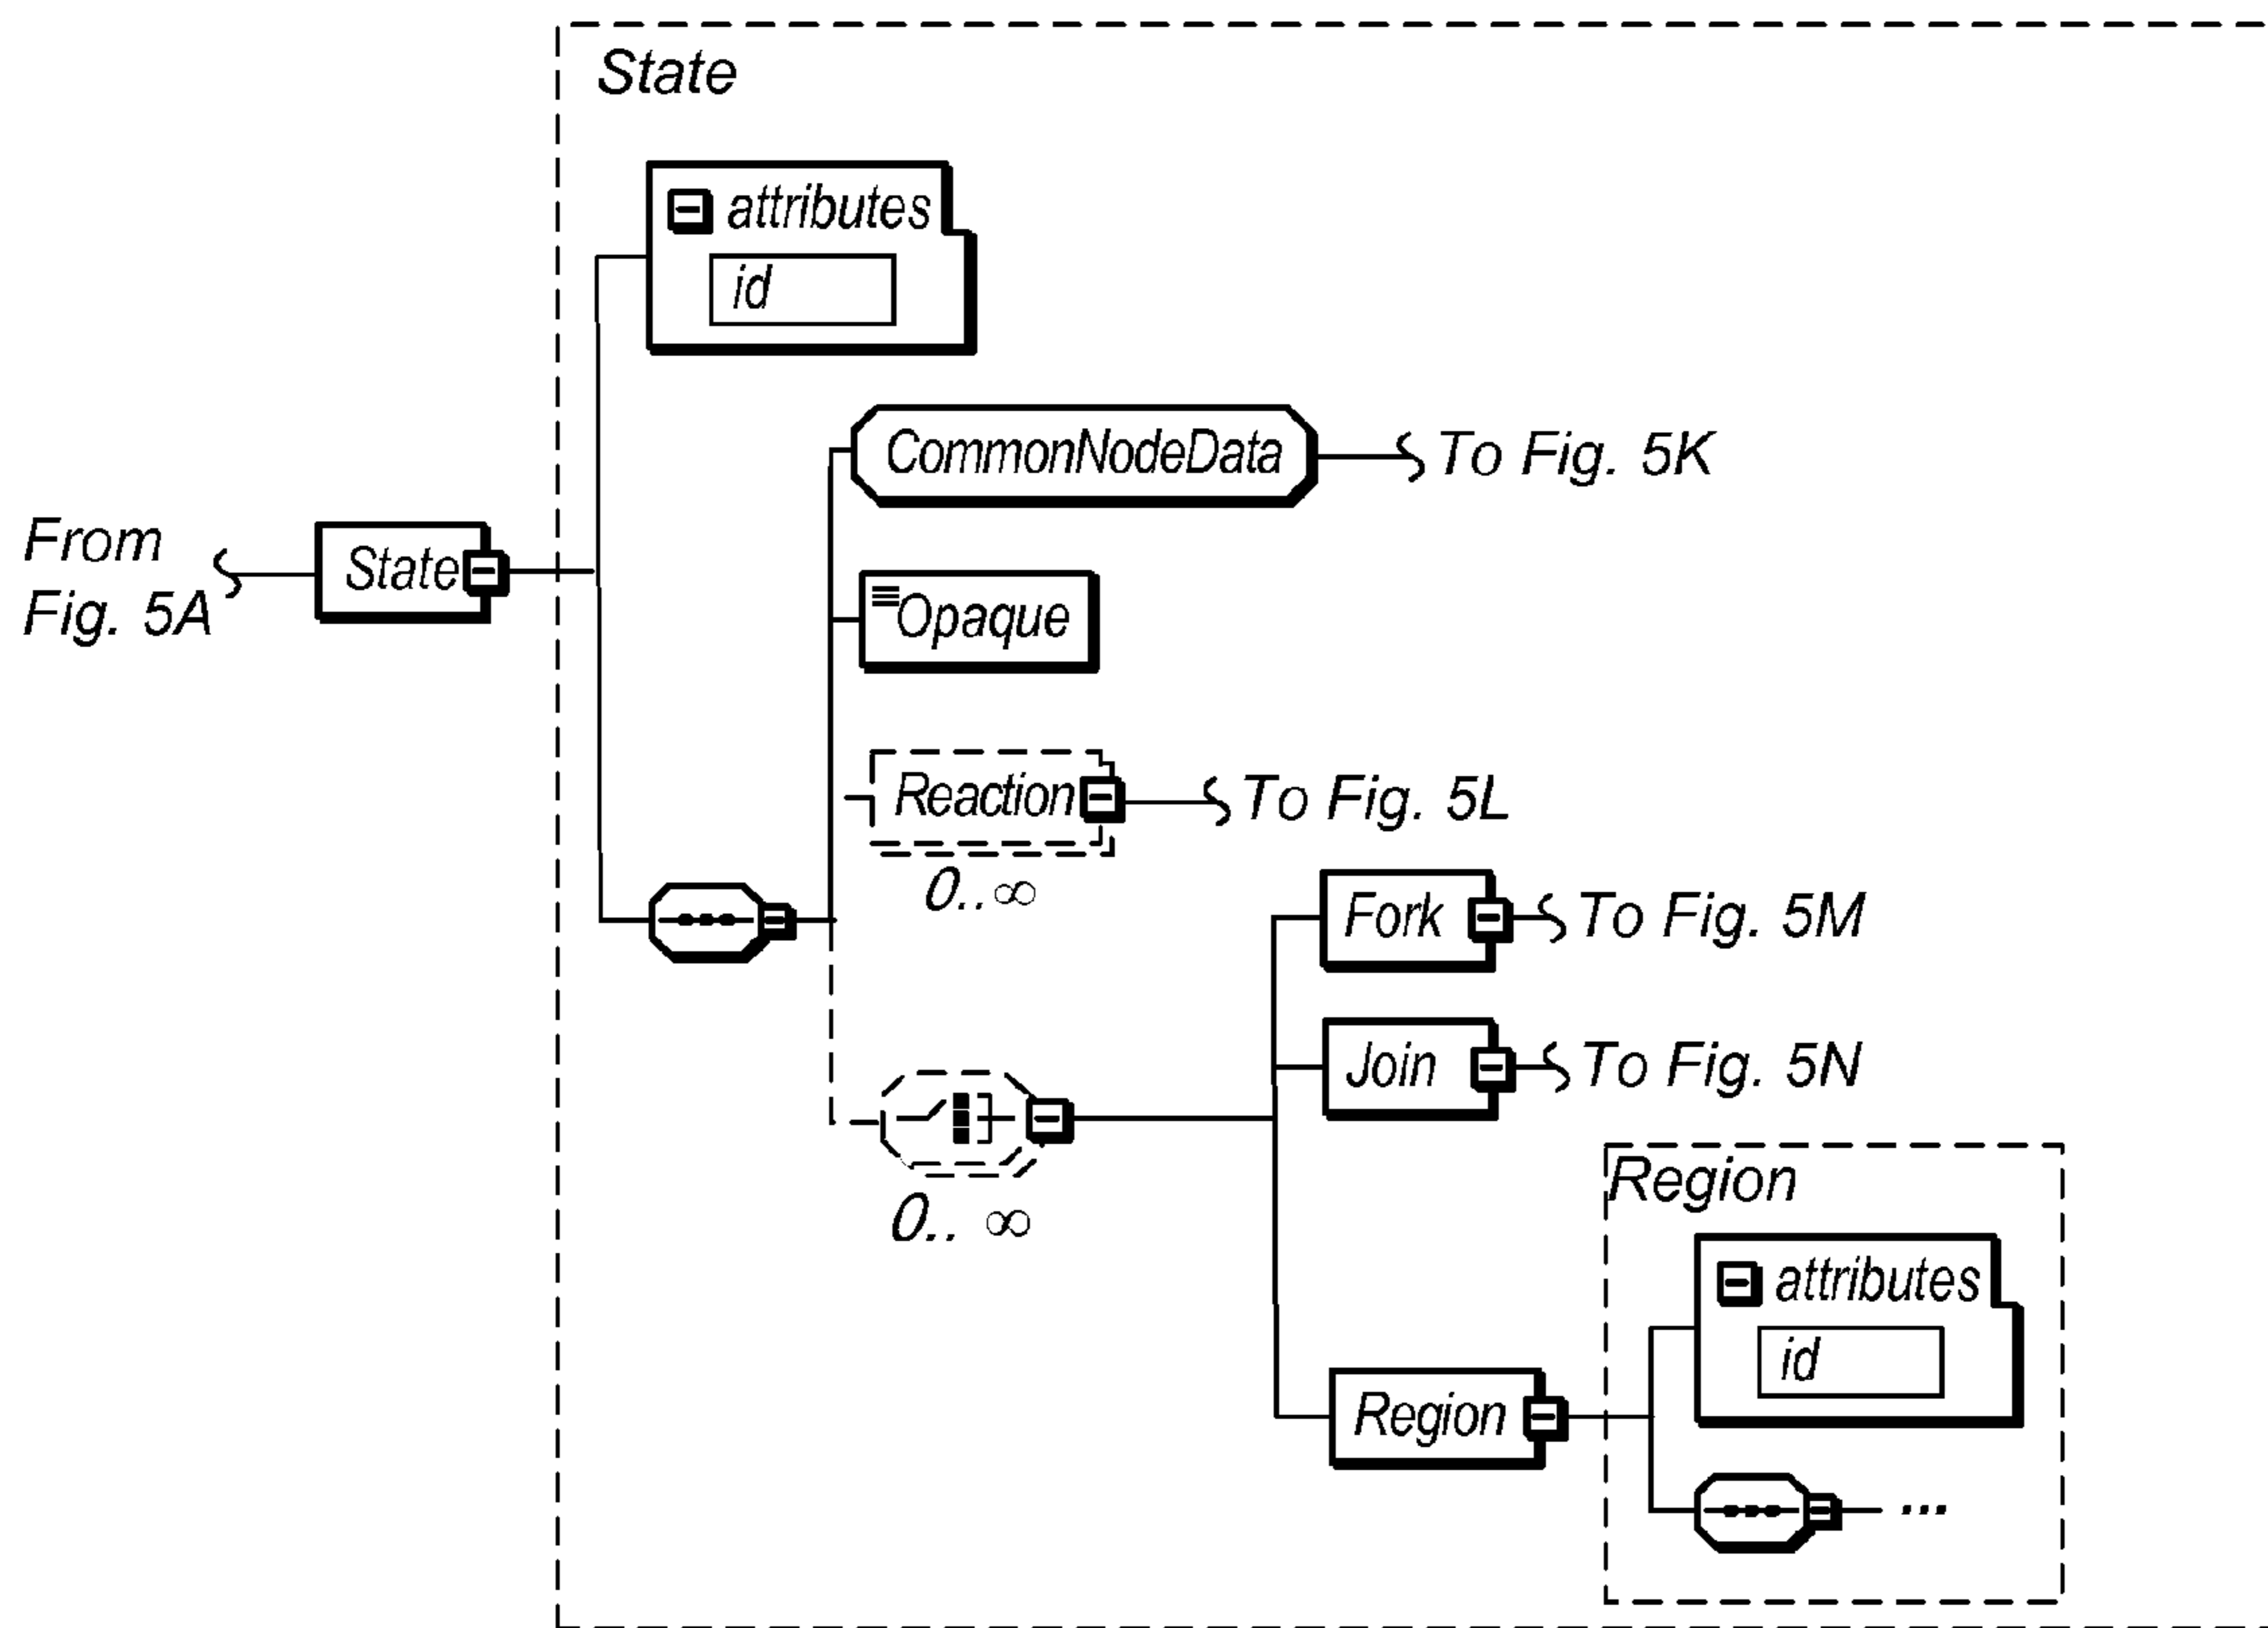 State
attributes
id
CommonNodeData
To Fig. 5K
From
Fig. 5A
State
Opaque
Reaction
To Fig. 5L
0..∞
Fork
To Fig. 5M
Join
To Fig. 5N
0.. ∞
Region
attributes
id
Region
...